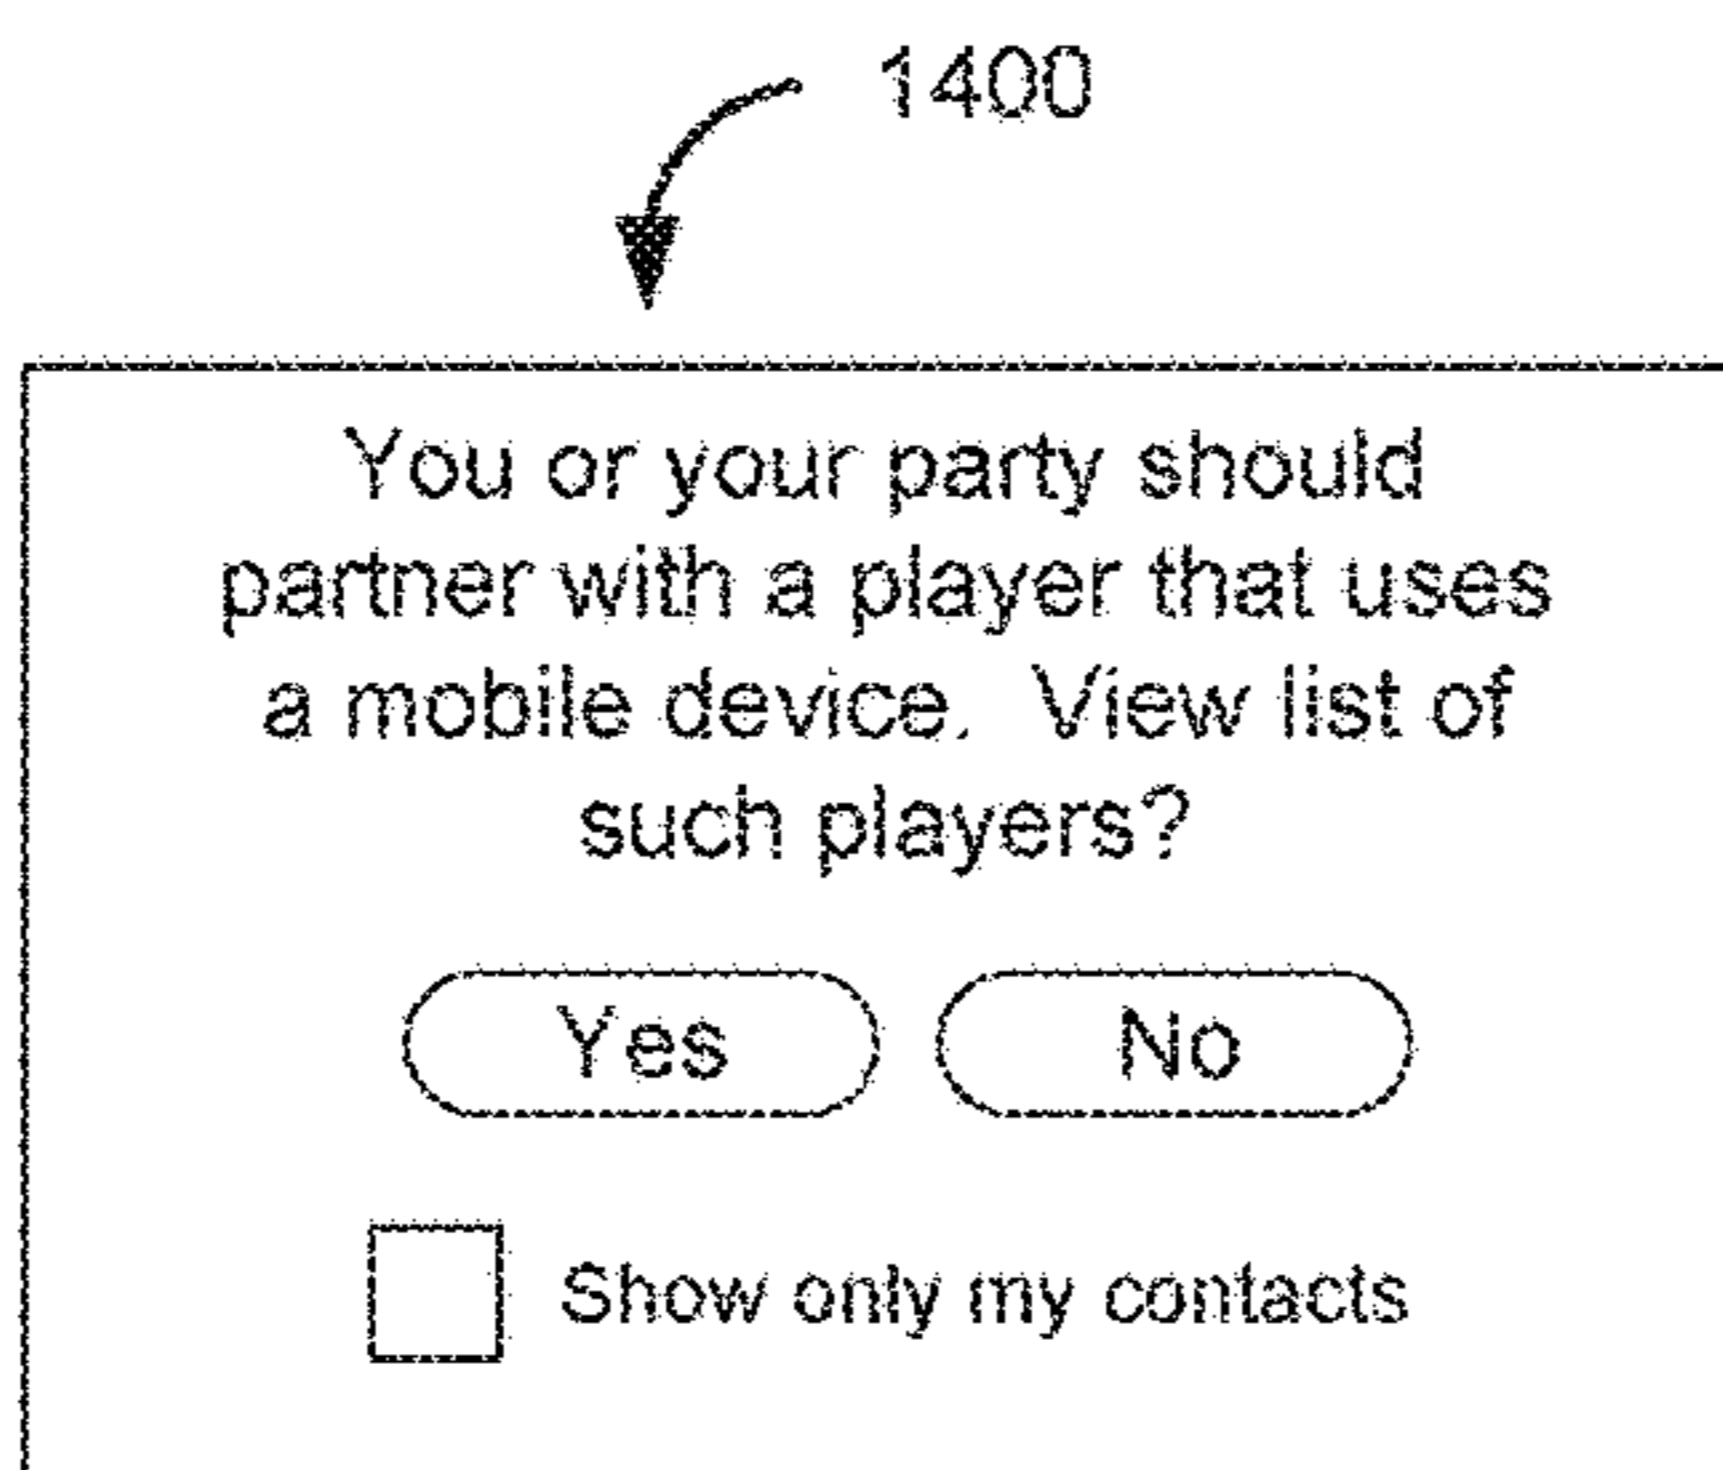 1400
You or your party should
partner with a player that uses
a mobile device. View list of
such players?
Yes No
Show only my contacts